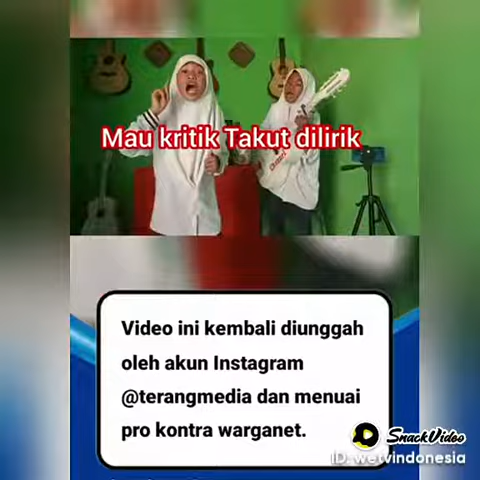 Mau kritik Takut dilirik
Video ini kembali diunggah
oleh akun Instagram
@terangmedia dan menuai
pro kontra warganet.
SnackVideo
ID: wetvindonesia